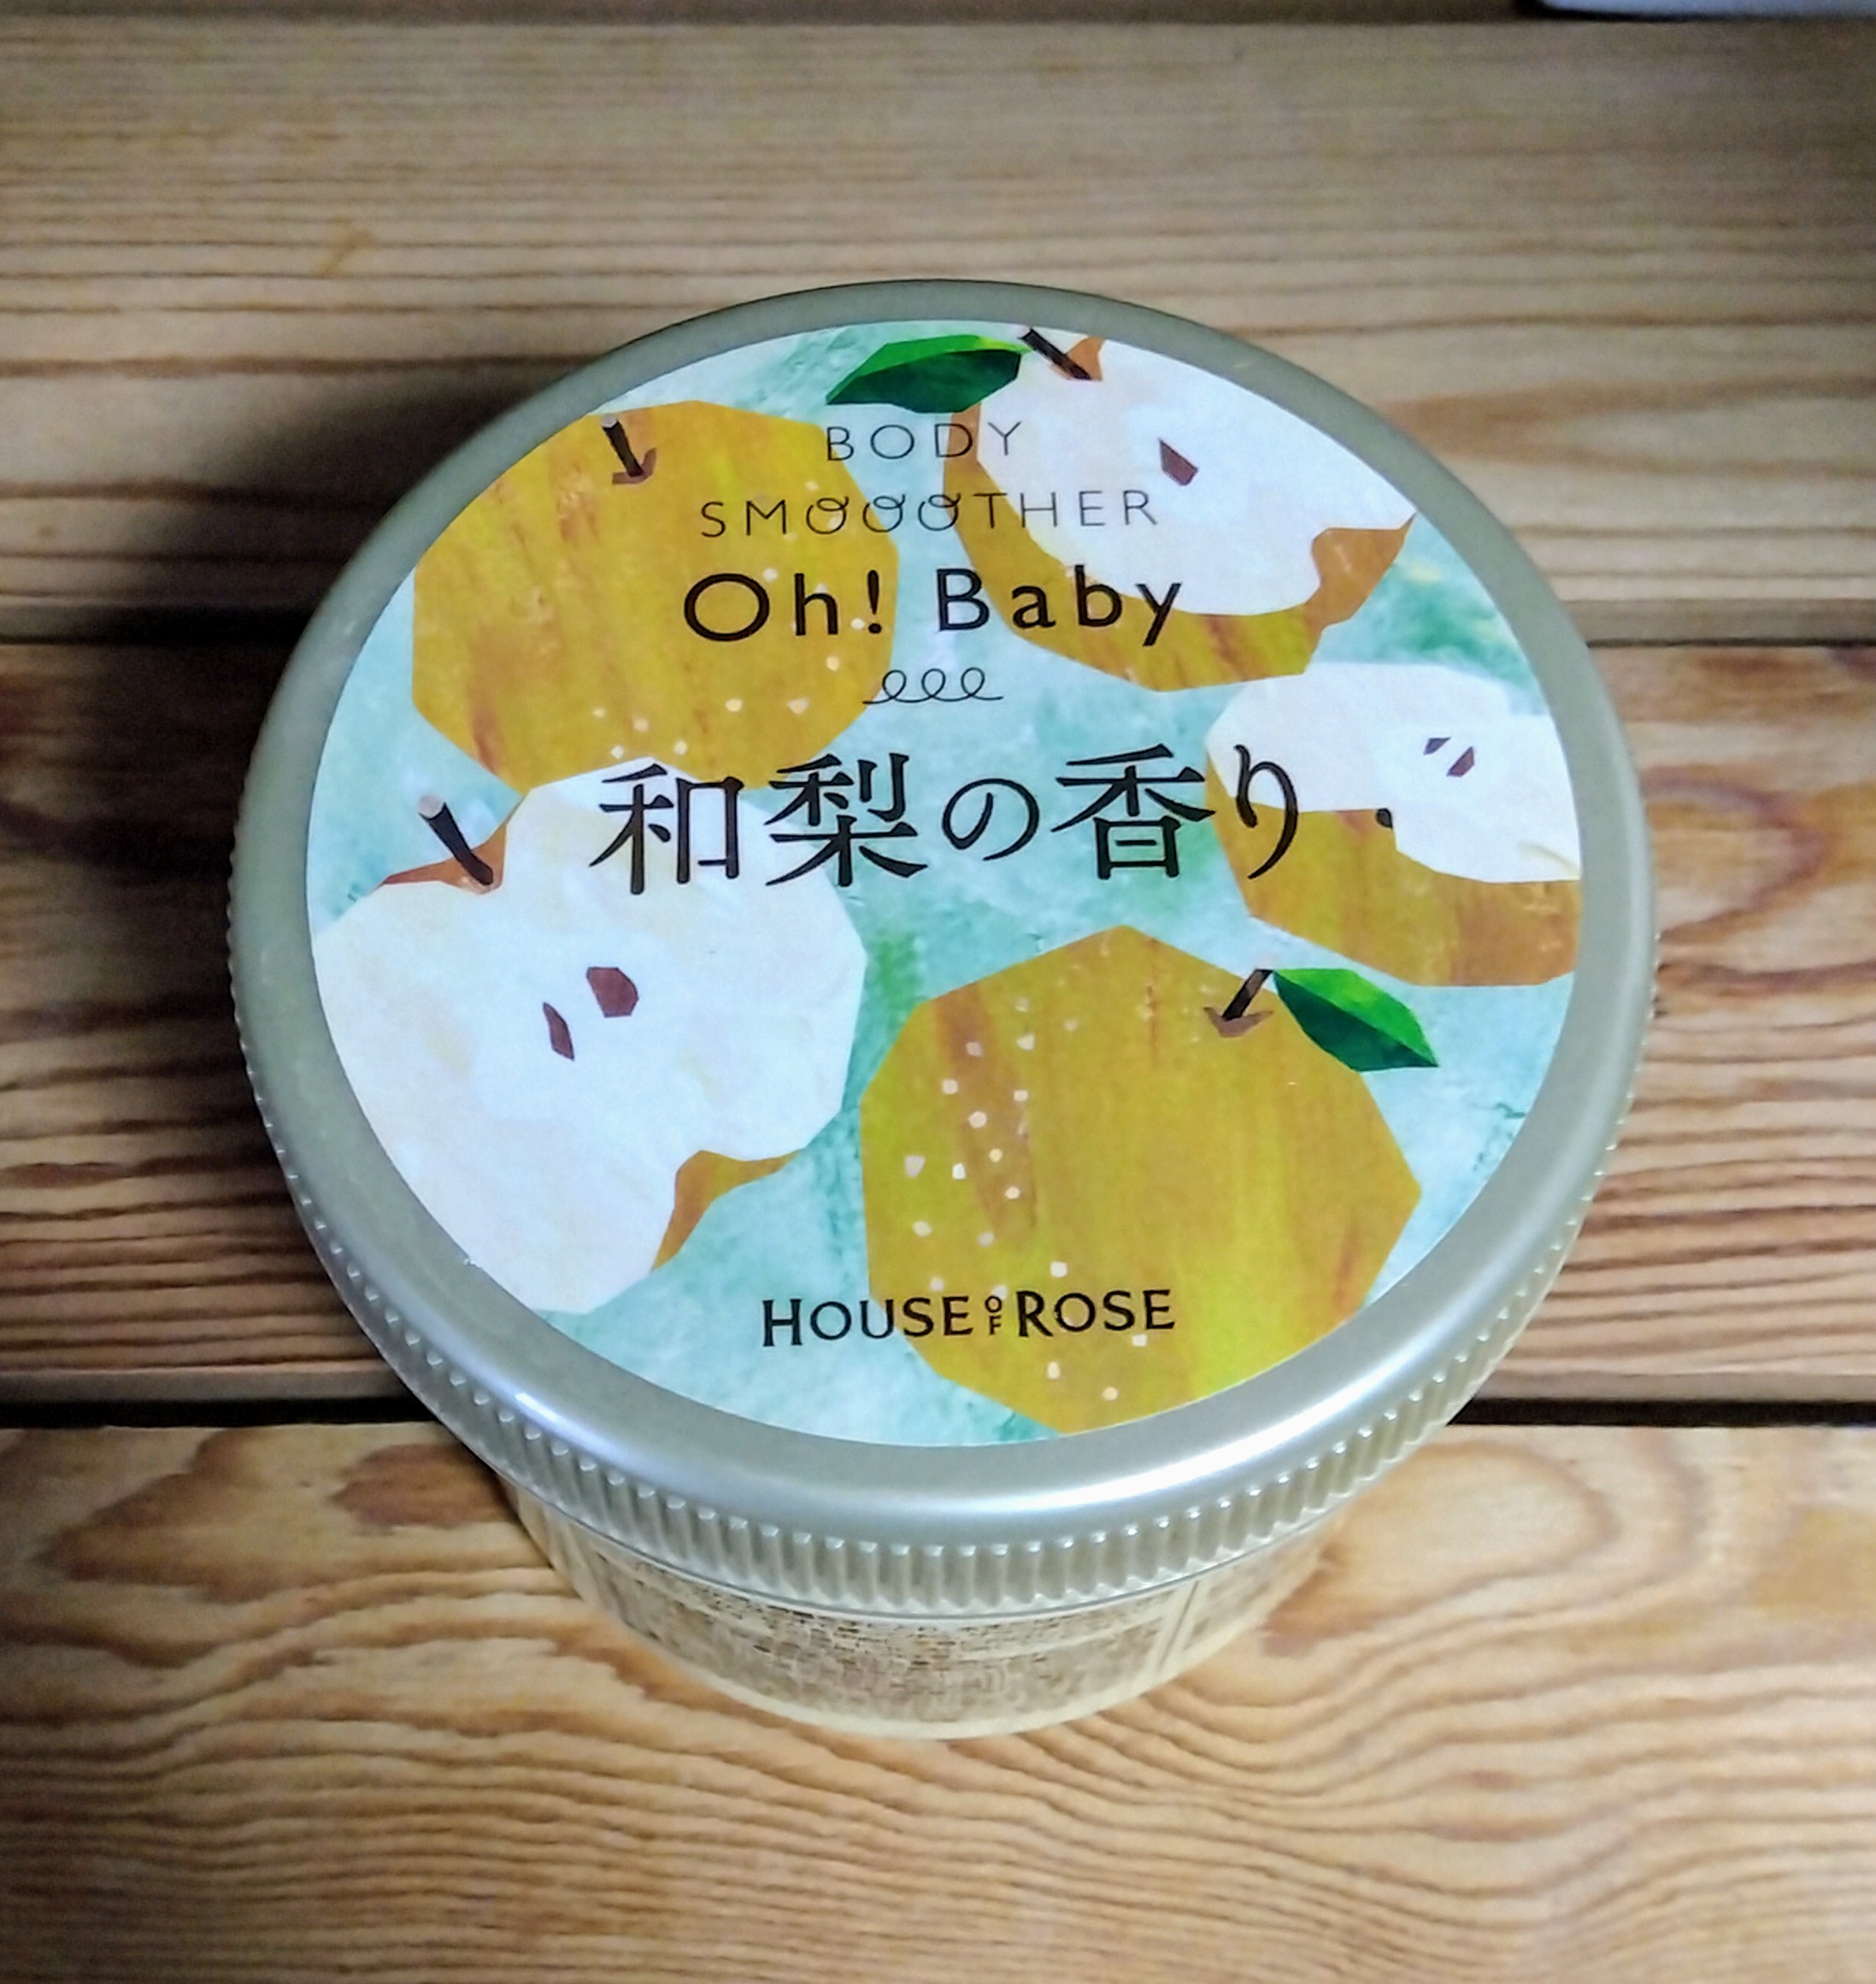 BODY
SMOOOTHER
Oh! Baby
和梨の香り
HOUSE OF ROSE